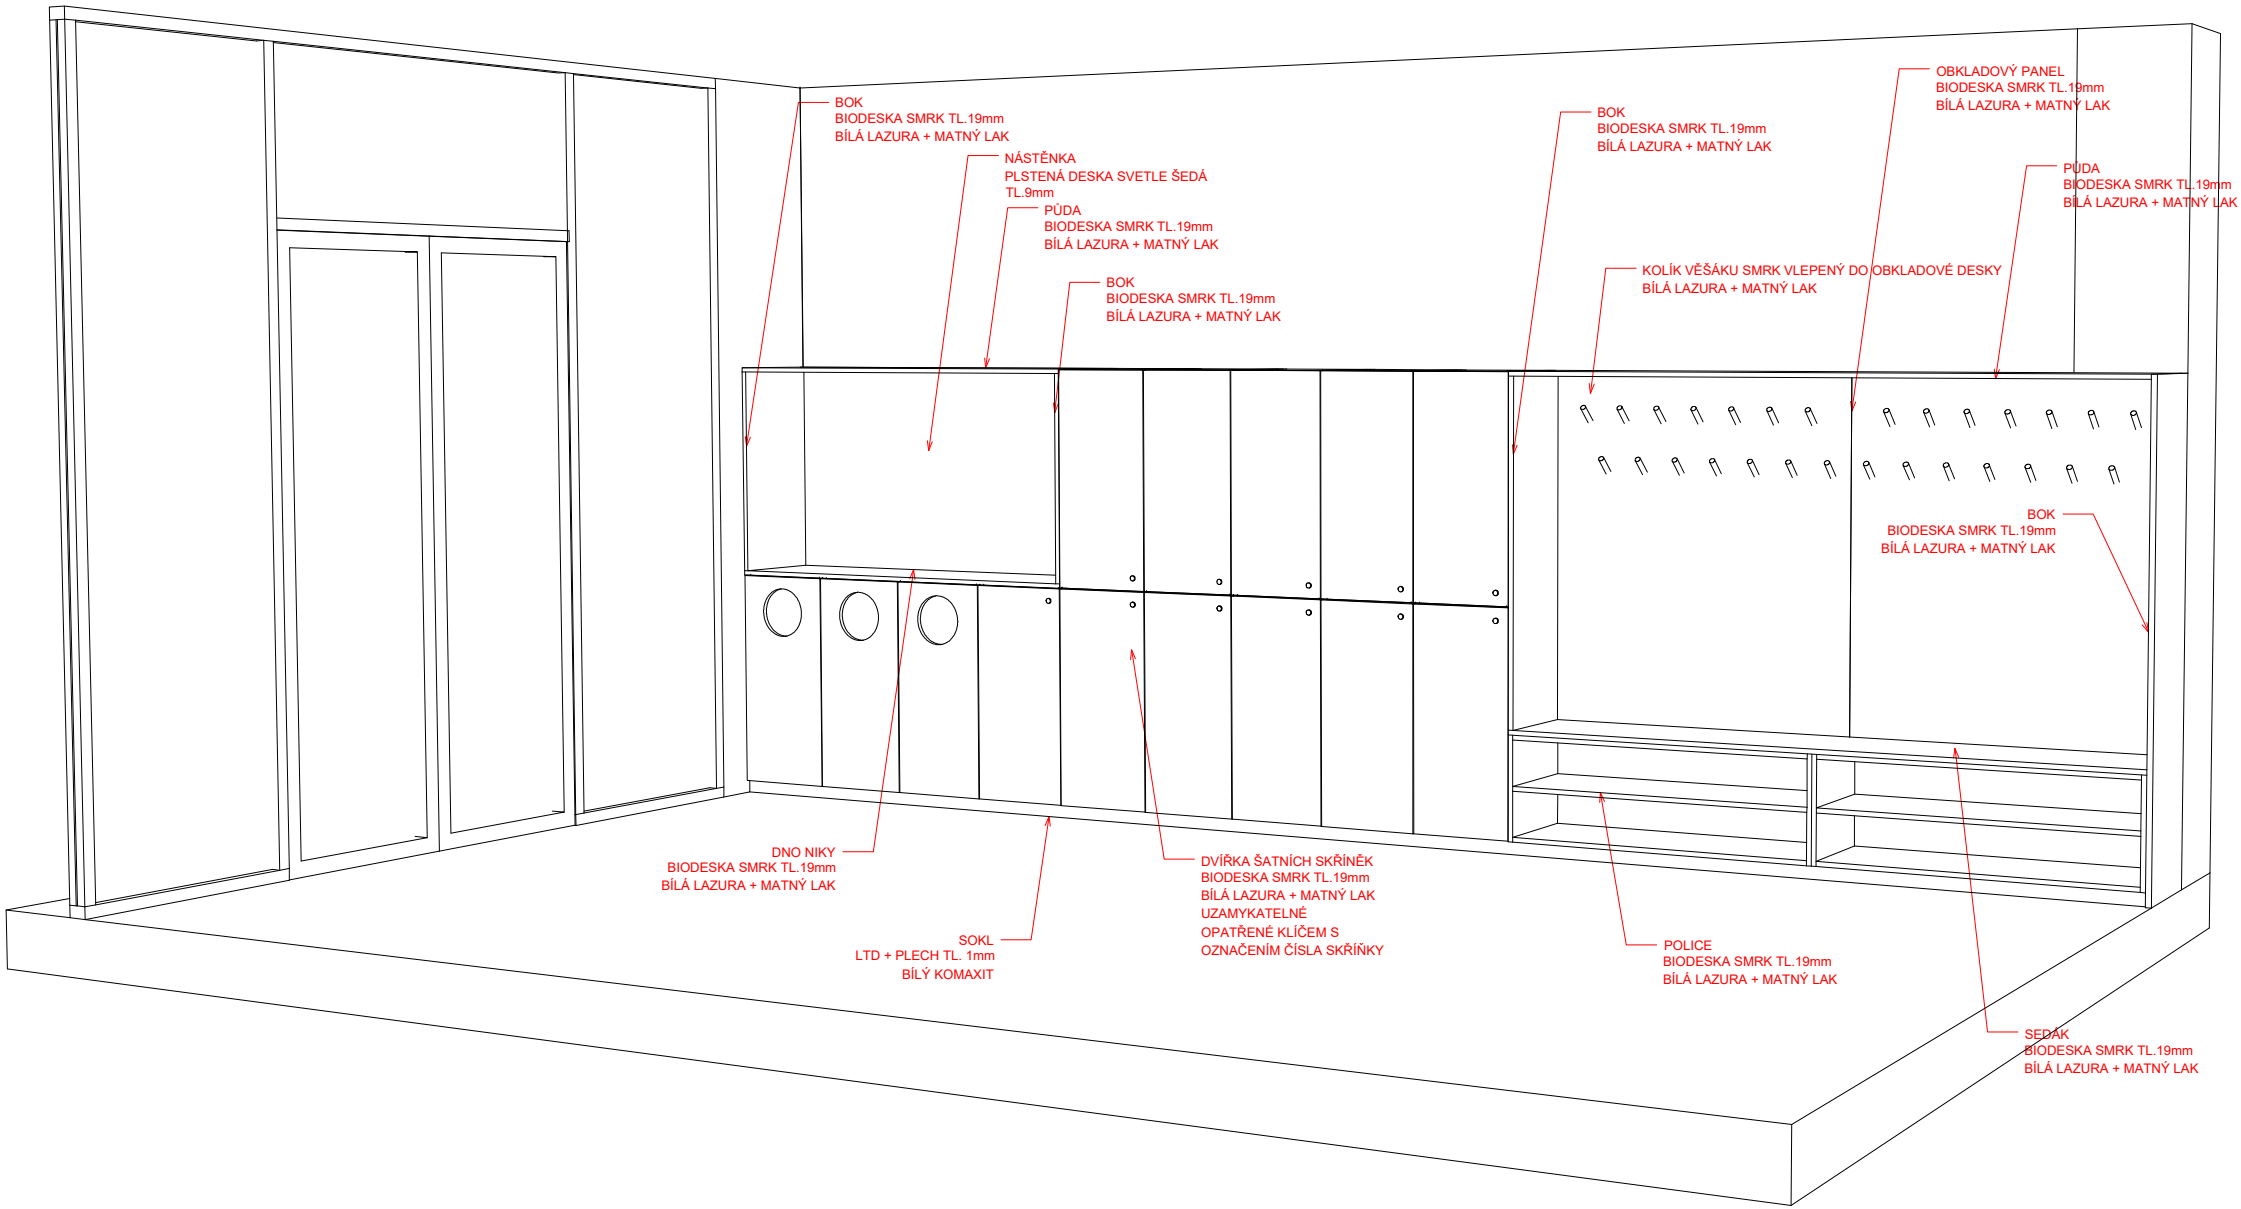 OBKLADOVÝ PANEL
BIODESKA SMRK TL.19mm
BÍLÁ LAZURA + MATNÝ LAK
BOK
BIODESKA SMRK TL.19mm
BÍLÁ LAZURA + MATNÝ LAK
BOK
BIODESKA SMRK TL.19mm
BÍLÁ LAZURA + MATNÝ LAK
NÁSTĚNKA
PLSTENÁ DESKA SVETLE ŠEDÁ
TL.9mm
PŮDA
BIODESKA SMRK TL.19mm
BÍLÁ LAZURA + MATNÝ LAK
PŮDA
BIODESKA SMRK TL.19mm
BÍLÁ LAZURA + MATNÝ LAK
BOK
BIODESKA SMRK TL.19mm
BÍLÁ LAZURA + MATNÝ LAK
KOLÍK VĚŠÁKU SMRK VLEPENÝ DO OBKLADOVÉ DESKY
BÍLÁ LAZURA + MATNÝ LAK
BOK
BIODESKA SMRK TL.19mm
BÍLÁ LAZURA + MATNÝ LAK
DNO NIKY
BIODESKA SMRK TL.19mm
BÍLÁ LAZURA + MATNÝ LAK
DVÍŘKA ŠATNÍCH SKŘÍNĚK
BIODESKA SMRK TL.19mm
BÍLÁ LAZURA + MATNÝ LAK
UZAMYKATELNÉ
OPATŘENÉ KLÍČEM S
OZNAČENÍM ČÍSLA SKŘÍŇKY
SOKL
LTD + PLECH TL. 1mm
BÍLÝ KOMAXIT
POLICE
BIODESKA SMRK TL.19mm
BÍLÁ LAZURA + MATNÝ LAK
SEDÁK
BIODESKA SMRK TL.19mm
BÍLÁ LAZURA + MATNÝ LAK